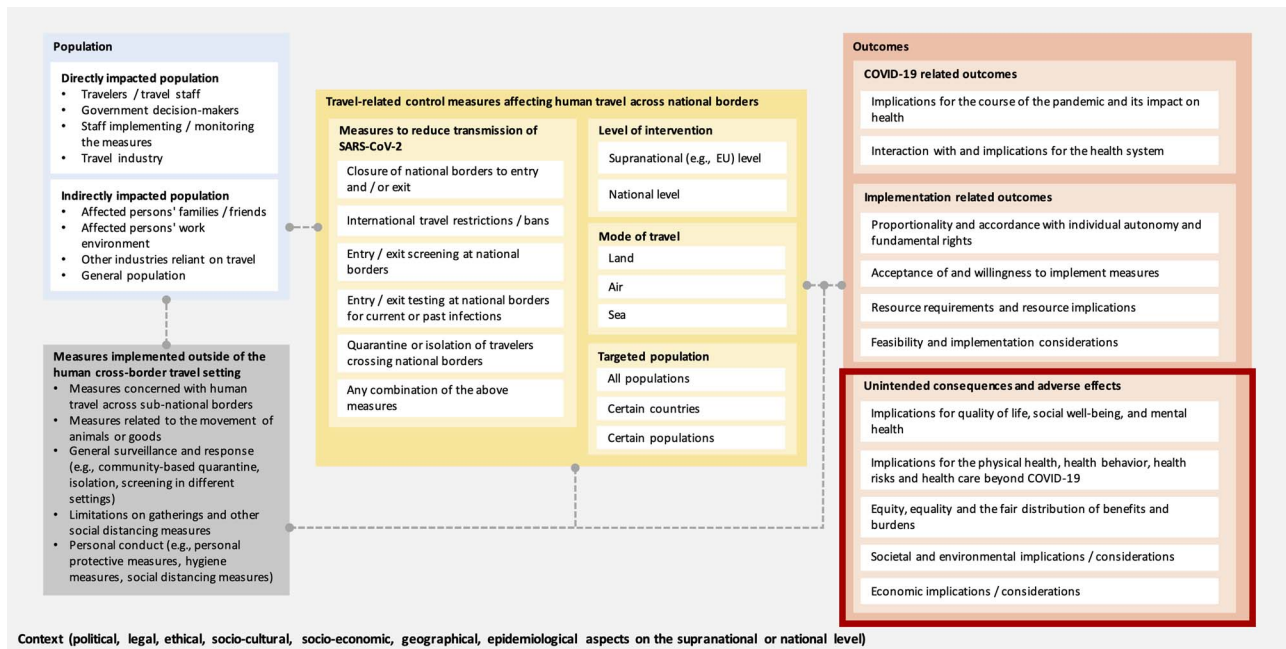 Population
Directly impacted population
• Travelers / travel staff
• Government decision-makers
• Staff implementing / monitoring
the measures
• Travel industry
Indirectly impacted population
• Affected persons' families / friends
• Affected persons' work
environment
• Other industries reliant on travel
• General population
Measures implemented outside of the
human cross-border travel setting
• Measures concerned with human
travel across sub-national borders
• Measures related to the movement of
animals or goods
• General surveillance and response
(e.g., community-based quarantine,
isolation, screening in different
settings)
• Limitations on gatherings and other
social distancing measures
• Personal conduct (e.g., personal
protective measures, hygiene
measures, social distancing measures)
Travel-related control measures affecting human travel across national borders
Measures to reduce transmission of
SARS-CoV-2
Closure of national borders to entry
and / or exit
International travel restrictions / bans
Entry / exit screening at national
borders
Entry / exit testing at national borders
for current or past infections
Quarantine or isolation of travelers
crossing national borders
Any combination of the above
measures
Level of intervention
Supranational (e.g., EU) level
National level
Mode of travel
Land
Air
Sea
Targeted population
All populations
Certain countries
Certain populations
Outcomes
COVID-19 related outcomes
Implications for the course of the pandemic and its impact on
health
Interaction with and implications for the health system
Implementation related outcomes
Proportionality and accordance with individual autonomy and
fundamental rights
Acceptance of and willingness to implement measures
Resource requirements and resource implications
Feasibility and implementation considerations
Unintended consequences and adverse effects
Implications for quality of life, social well-being, and mental
health
Implications for the physical health, health behavior, health
risks and health care beyond COVID-19
Equity, equality and the fair distribution of benefits and
burdens
Societal and environmental implications / considerations
Economic implications / considerations
Context (political, legal, ethical, socio-cultural, socio-economic, geographical, epidemiological aspects on the supranational or national level)